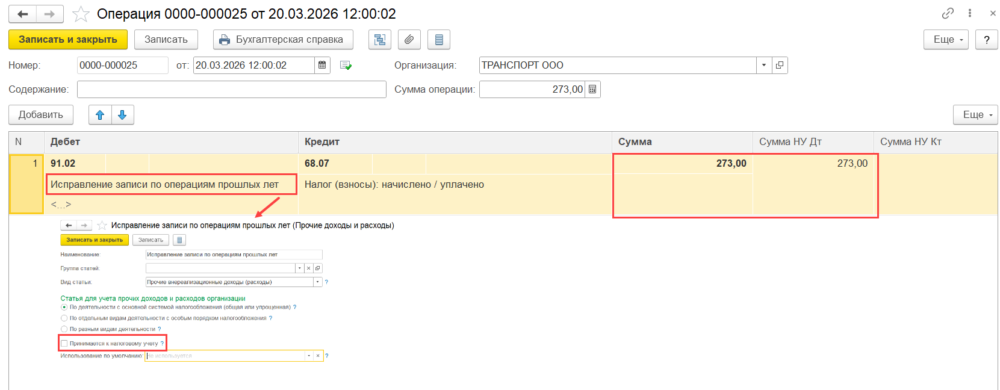 Операция 0000-000025 от 20.03.2026 12:00:02
Записать и закрыть Записать Бухгалтерская справка Еще ?
Номер: 0000-000025 от: 20.03.2026 12:00:02 Организация: ТРАНСПОРТ ООО
Содержание: Сумма операции: 273,00
Добавить Еще
N Дебет Кредит Сумма Сумма НУ Дт Сумма НУ Кт
1 91.02 68.07 273,00 273,00
Исправление записи по операциям прошлых лет Налог (взносы): начислено / уплачено
<...>
Исправление записи по операциям прошлых лет (Прочие доходы и расходы)
Записать и закрыть Записать
Наименование: Исправление записи по операциям прошлых лет
Группа статей:
Вид статьи: Прочие внереализационные доходы (расходы) ?
Статья для учета прочих доходов и расходов организации
По деятельности с основной системой налогообложения (общая или упрощенная) ?
По отдельным видам деятельности с особым порядком налогообложения ?
По разным видам деятельности ?
Принимается к налоговому учету ?
Использование по умолчанию: Не используется ?